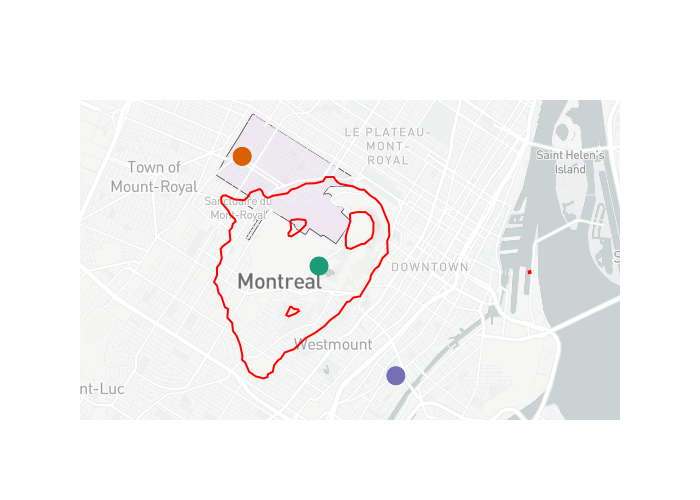 LE PLATEAU-
MONT-
ROYAL
Saint Helen's
Island
Town of
Mount-Royal
Sanctuaire du
Mont-Royal
S
DOWNTOWN
Montreal
Westmount
nt-Luc